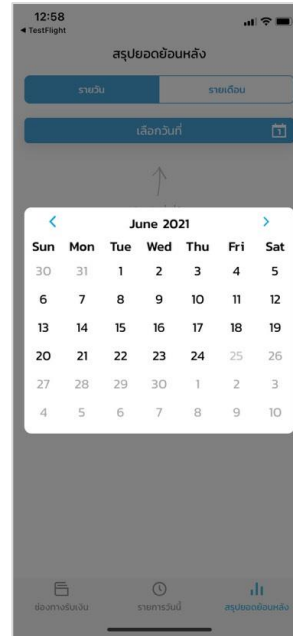 12:58
◀ TestFlight
สรุปยอดย้อนหลัง
รายวัน รายเดือน
เลือกวันที่ 1
June 2021
Sun Mon Tue Wed Thu Fri Sat
30 31 1 2 3 4 5
6 7 8 9 10 11 12
13 14 15 16 17 18 19
20 21 22 23 24 25 26
27 28 29 30 1 2 3
4 5 6 7 8 9 10
ช่องทางรับเงิน รายการวันนี้ สรุปยอดย้อนหลัง